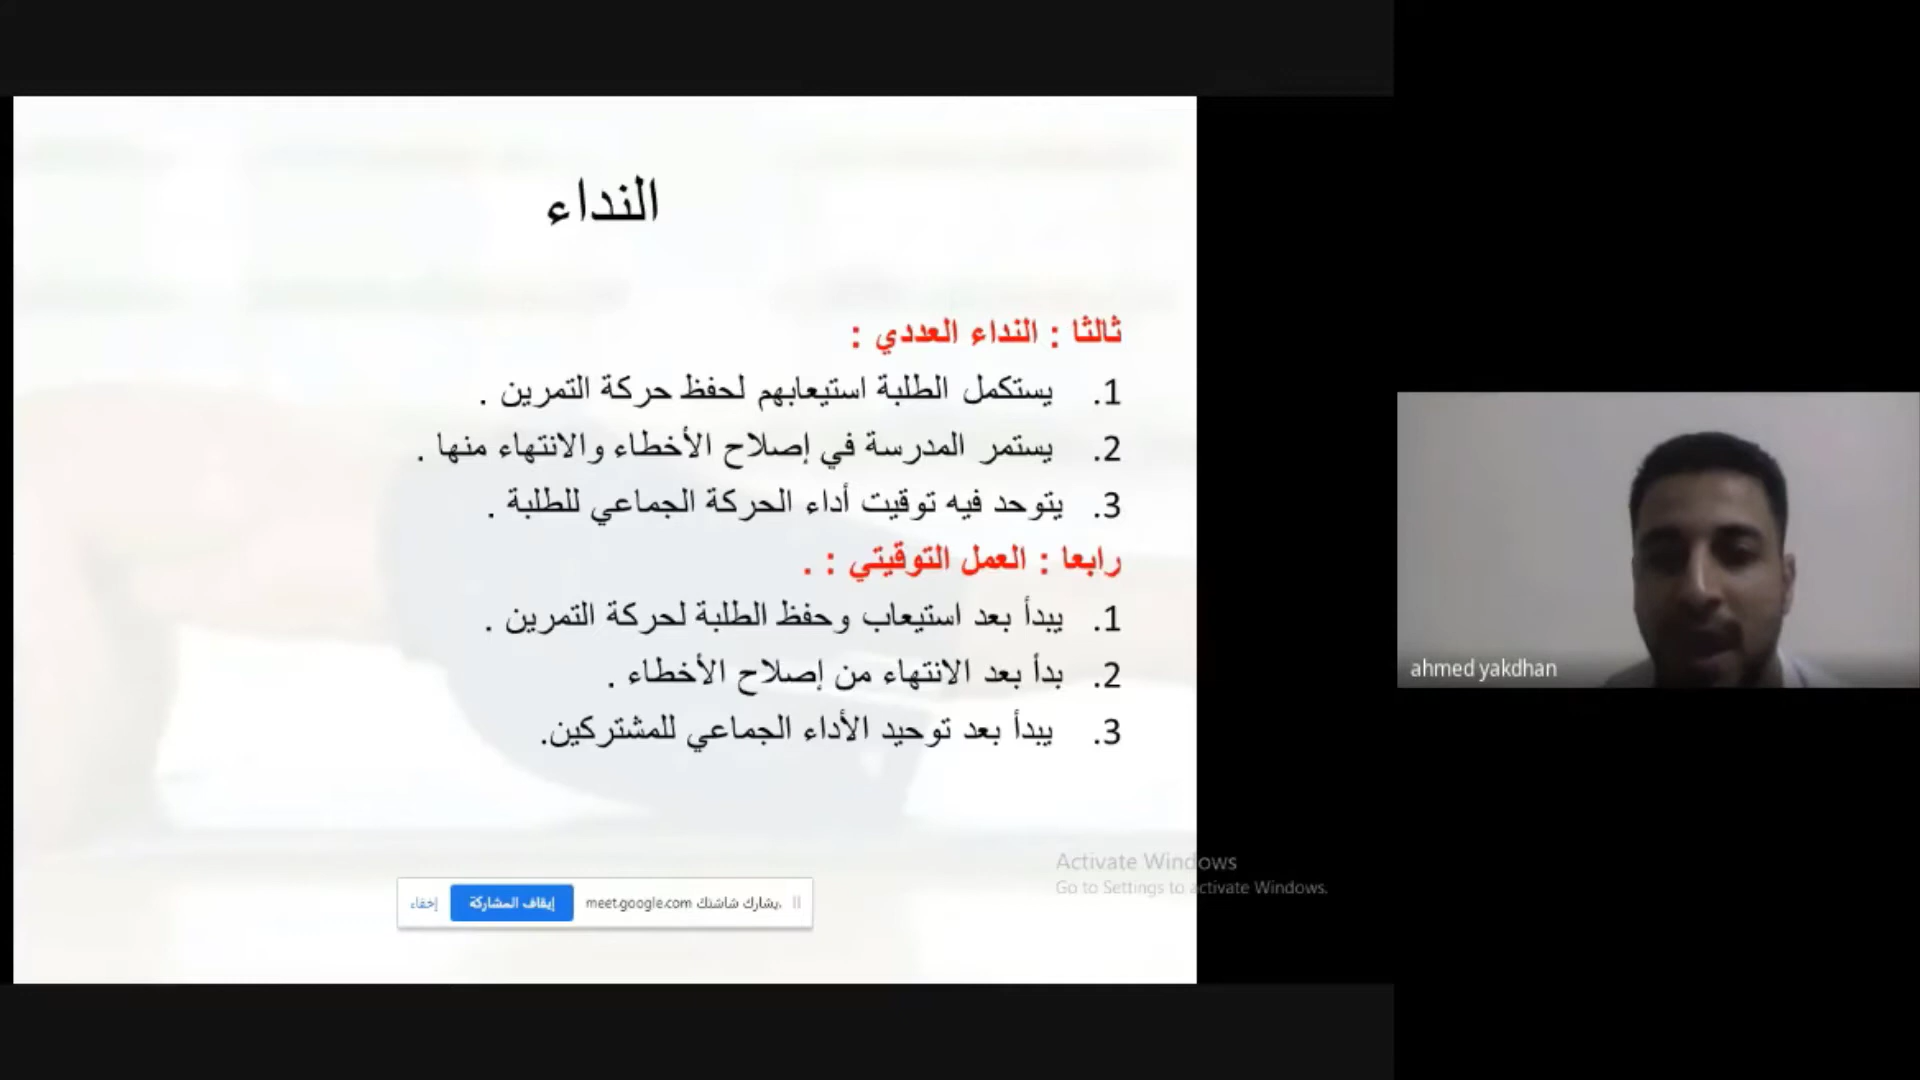 النداء
ثالثا : النداء العددي :
1. يستكمل الطلبة استيعابهم لحفظ حركة التمرين .
2. يستمر المدرسة في إصلاح الأخطاء والانتهاء منها .
3. يتوحد فيه توقيت أداء الحركة الجماعي للطلبة .
رابعا : العمل التوقيتي : .
1. يبدأ بعد استيعاب وحفظ الطلبة لحركة التمرين .
2. بدأ بعد الانتهاء من إصلاح الأخطاء .
3. يبدأ بعد توحيد الأداء الجماعي للمشتركين.
ahmed yakdhan
Activate Windows
Go to Settings to activate Windows.
يشارك شاشتك meet.google.com. إيقاف المشاركة إخفاء